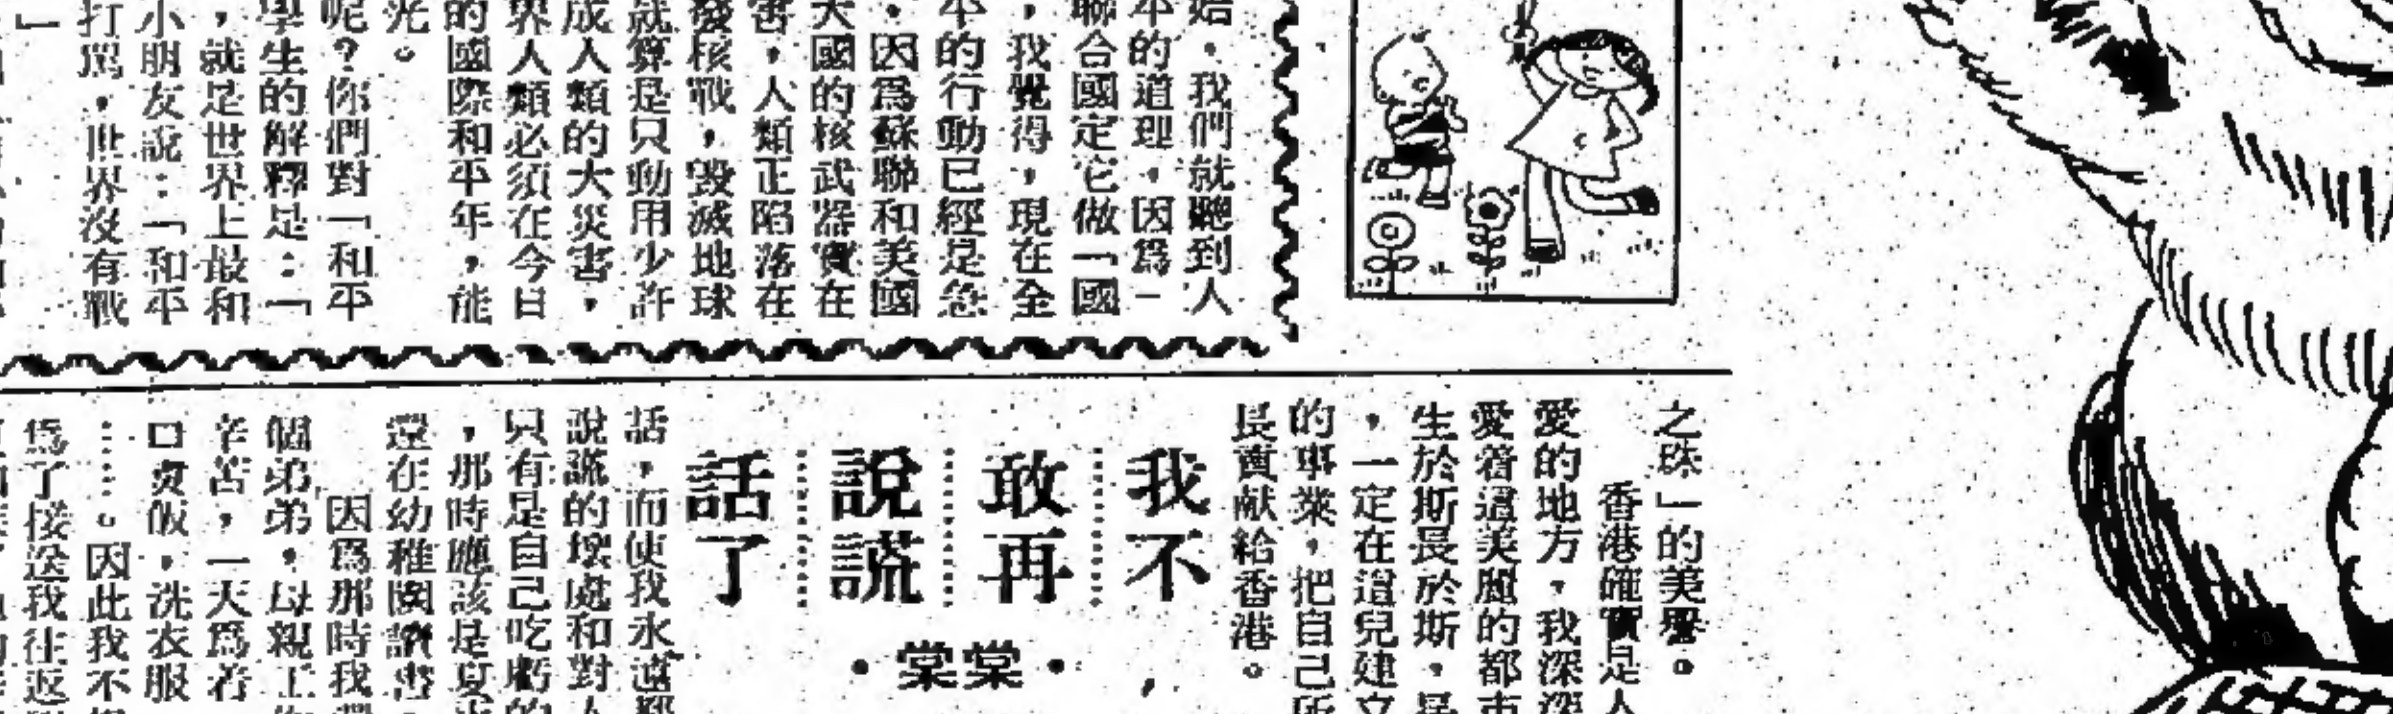 始，我們就聽到人
本的道理，因爲一
聯合國定它做「國
，我覺得，現在全
本的行動已經是急
，因爲蘇聯和美國
大國的核武器實在
害，人類正陷落在
發核戰，毀滅地球
就算是只動用少許
成人類的大災害，
界人類必須在今日
的國際和平年，能
光。
呢？你們對「和平
學生的解釋是：「
，就是世界上最和
小朋友說：「和平
打罵，世界沒有戰
」
之珠」的美譽。
香港確實是人
愛的地方，我深深
愛着這美麗的都市
生於斯長於斯，是
，一定在這兒建立
的事業，把自己所
長貢献給香港。
我不
敢再
說謊
話了
·棠棠·
話，而使我永遠都
說謊的壞處和對人
只有是自己吃虧的
，那時應該是夏
還在幼稚園讀書，
因爲那時我還
個弟弟，母親工
辛苦，一天爲着
口煑飯，洗衣服
……。因此我不
爲了接送我往返